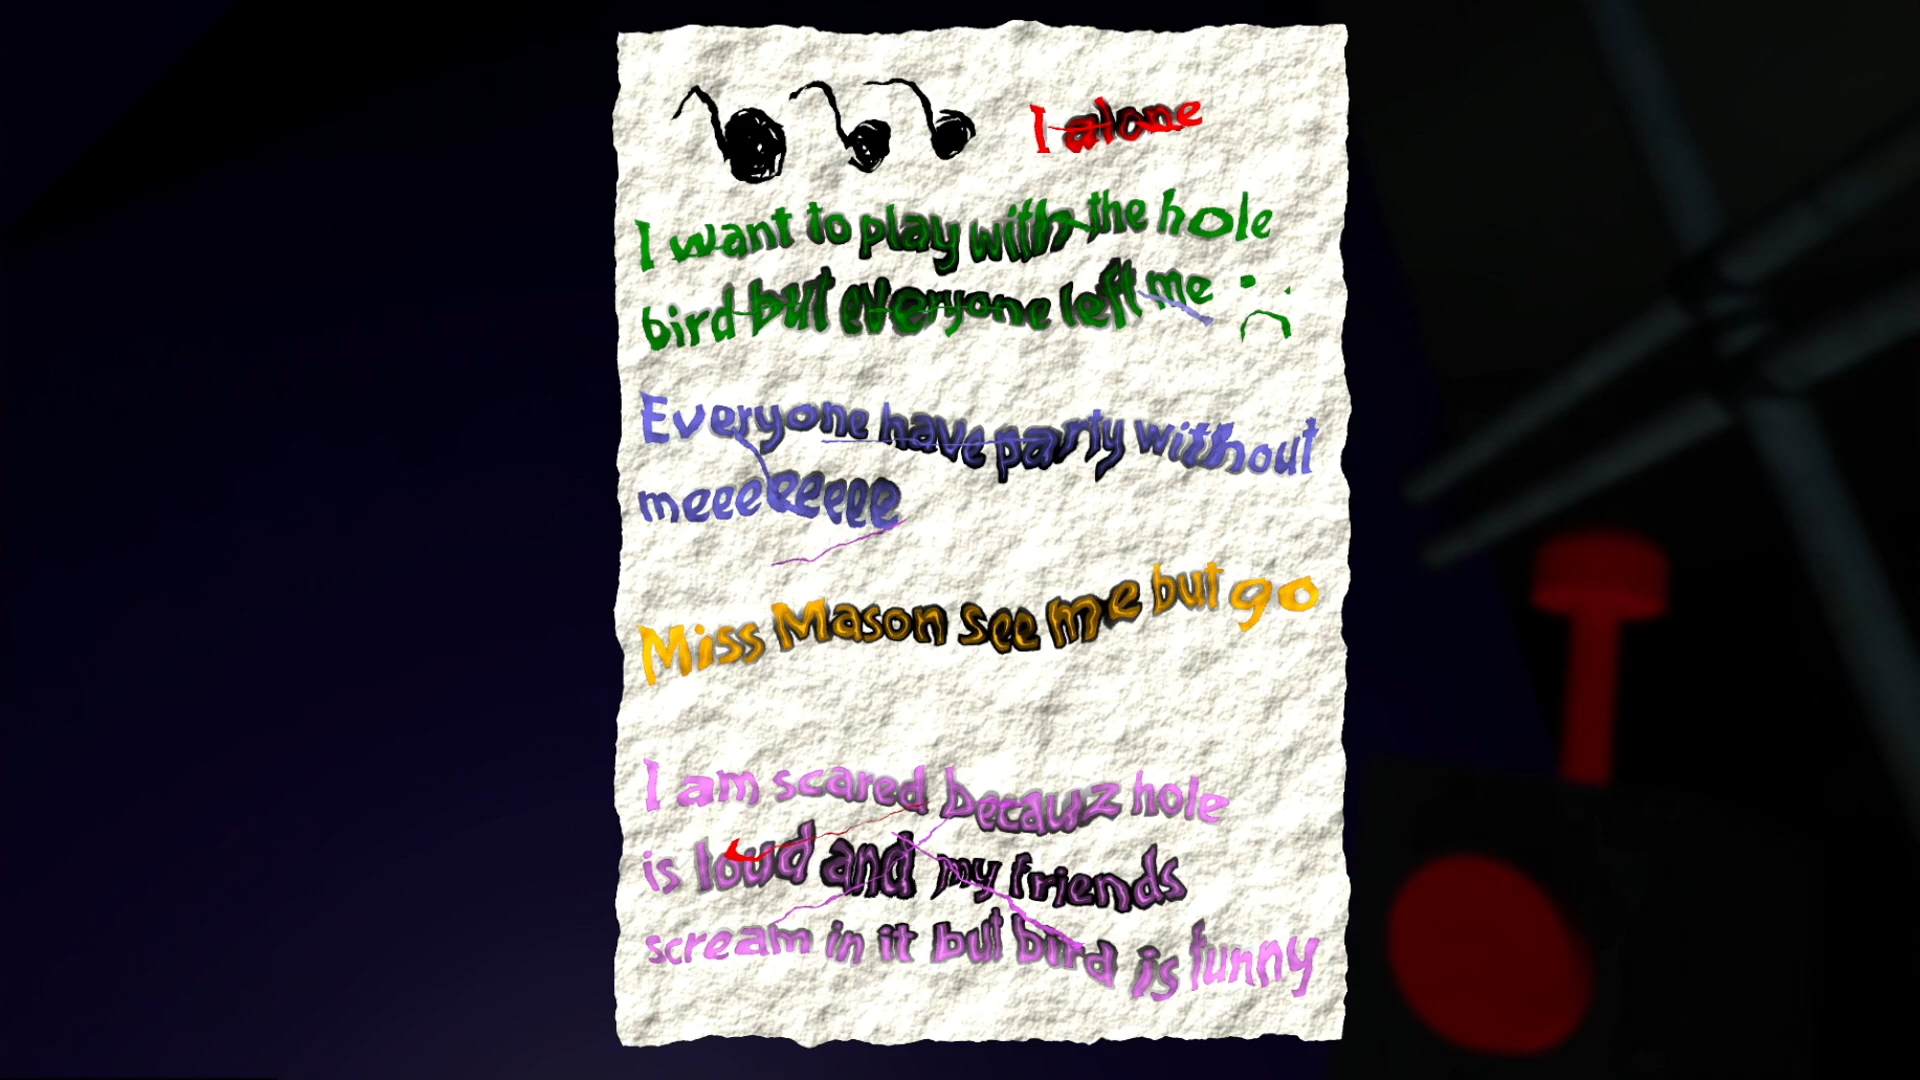 I alone
I want to play with the hole
bird but everyone left me
Everyone have party without
meeeeeeee
Miss Mason see me but go
I am scared becauz hole
is loud and my friends
scream in it but bird is funny